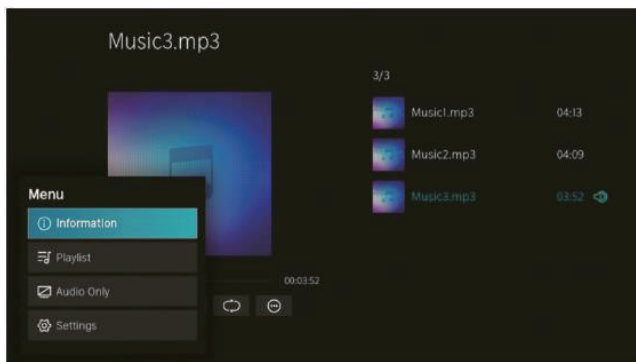 Music3.mp3
3/3
Music1.mp3 04:13
Music2.mp3 04:09
Music3.mp3 03:52
Menu
Information
Playlist
00:03:52
Audio Only
Settings